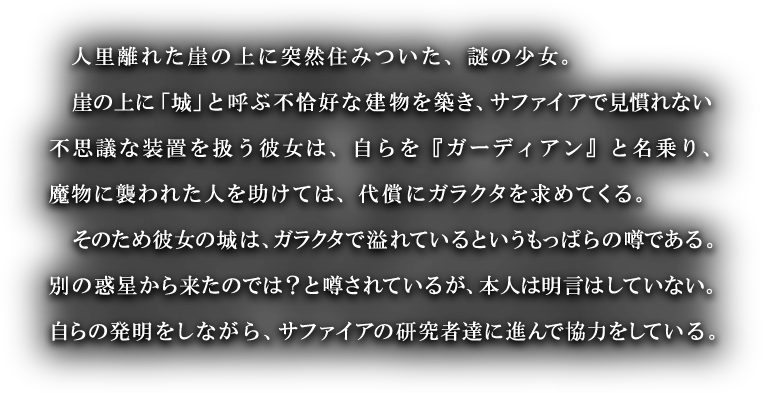 人里離れた崖の上に突然住みついた、謎の少女。
崖の上に「城」と呼ぶ不恰好な建物を築き、サファイアで見慣れない
不思議な装置を扱う彼女は、自らを『ガーディアン』と名乗り、
魔物に襲われた人を助けては、代償にガラクタを求めてくる。
そのため彼女の城は、ガラクタで溢れているというもっぱらの噂である。
別の惑星から来たのでは？と噂されているが、本人は明言はしていない。
自らの発明をしながら、サファイアの研究者達に進んで協力をしている。